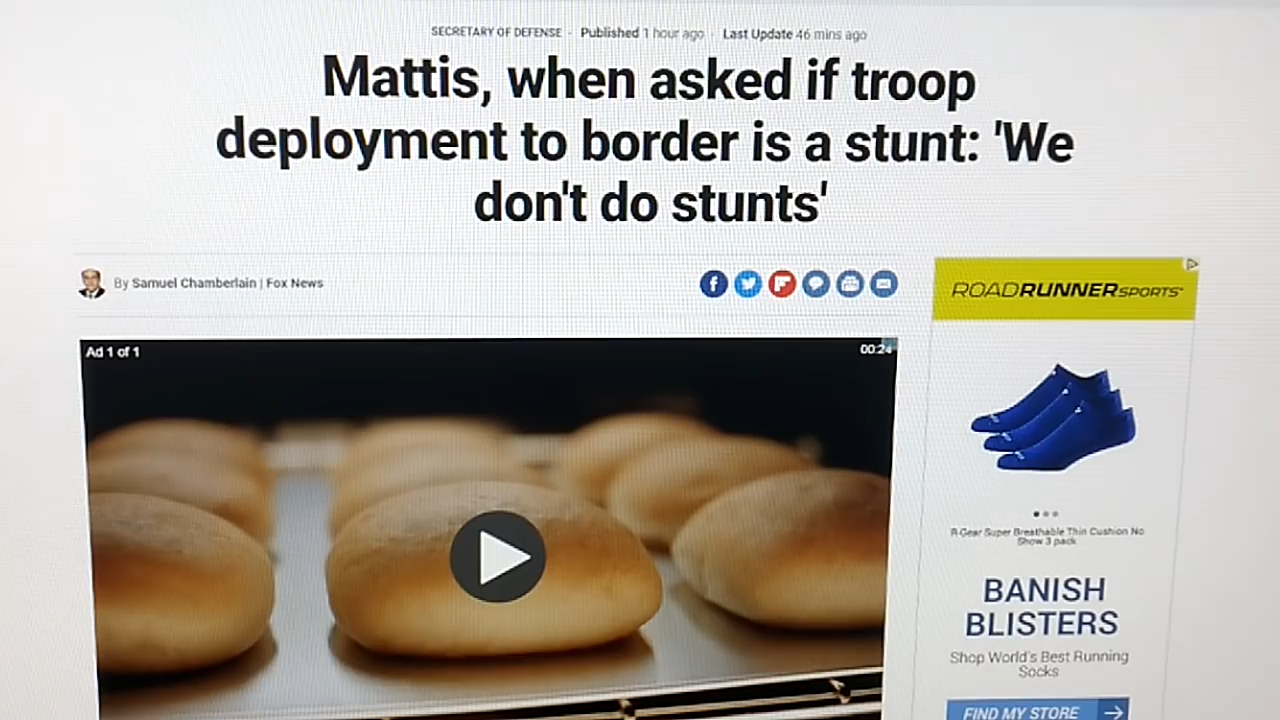 SECRETARY OF DEFENSE · Published 1 hour ago · Last Update 46 mins ago
Mattis, when asked if troop
deployment to border is a stunt: 'We
don't do stunts'
By Samuel Chamberlain | Fox News
ROADRUNNERSPORTS
Ad 1 of 1
00:24
R-Gear Super Breathable Thin Cushion No
Show 3 pack
BANISH
BLISTERS
Shop World's Best Running
Socks
FIND MY STORE